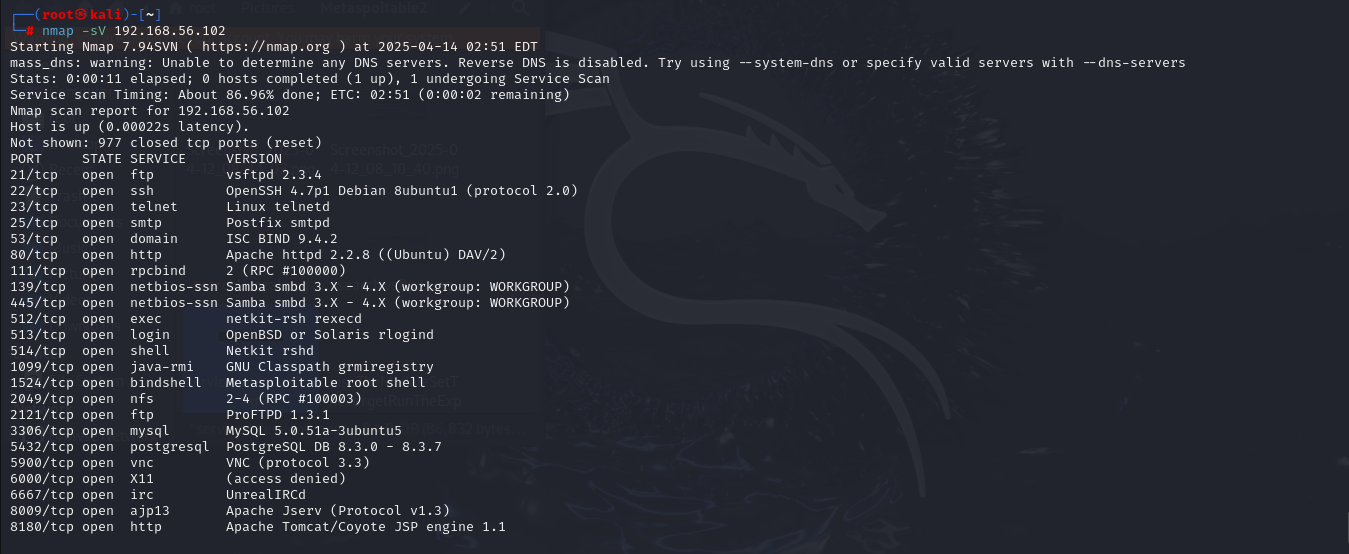 root Pictures Metasploitable2
┌──(root㉿kali)-[~]
└─# nmap -sV 192.168.56.102
Starting Nmap 7.94SVN ( https://nmap.org ) at 2025-04-14 02:51 EDT
mass_dns: warning: Unable to determine any DNS servers. Reverse DNS is disabled. Try using --system-dns or specify valid servers with --dns-servers
Stats: 0:00:11 elapsed; 0 hosts completed (1 up), 1 undergoing Service Scan
Service scan Timing: About 86.96% done; ETC: 02:51 (0:00:02 remaining)
Nmap scan report for 192.168.56.102
Host is up (0.00022s latency).
Not shown: 977 closed tcp ports (reset)
PORT     STATE SERVICE     VERSION
21/tcp   open  ftp         vsftpd 2.3.4
22/tcp   open  ssh         OpenSSH 4.7p1 Debian 8ubuntu1 (protocol 2.0)
23/tcp   open  telnet      Linux telnetd
25/tcp   open  smtp        Postfix smtpd
53/tcp   open  domain      ISC BIND 9.4.2
80/tcp   open  http        Apache httpd 2.2.8 ((Ubuntu) DAV/2)
111/tcp  open  rpcbind     2 (RPC #100000)
139/tcp  open  netbios-ssn Samba smbd 3.X - 4.X (workgroup: WORKGROUP)
445/tcp  open  netbios-ssn Samba smbd 3.X - 4.X (workgroup: WORKGROUP)
512/tcp  open  exec        netkit-rsh rexecd
513/tcp  open  login       OpenBSD or Solaris rlogind
514/tcp  open  shell       Netkit rshd
1099/tcp open  java-rmi    GNU Classpath grmiregistry
1524/tcp open  bindshell   Metasploitable root shell
2049/tcp open  nfs         2-4 (RPC #100003)
2121/tcp open  ftp         ProFTPD 1.3.1
3306/tcp open  mysql       MySQL 5.0.51a-3ubuntu5
5432/tcp open  postgresql  PostgreSQL DB 8.3.0 - 8.3.7
5900/tcp open  vnc         VNC (protocol 3.3)
6000/tcp open  X11         (access denied)
6667/tcp open  irc         UnrealIRCd
8009/tcp open  ajp13       Apache Jserv (Protocol v1.3)
8180/tcp open  http        Apache Tomcat/Coyote JSP engine 1.1
Screenshot_2025-0
4-12_08_10_40.png